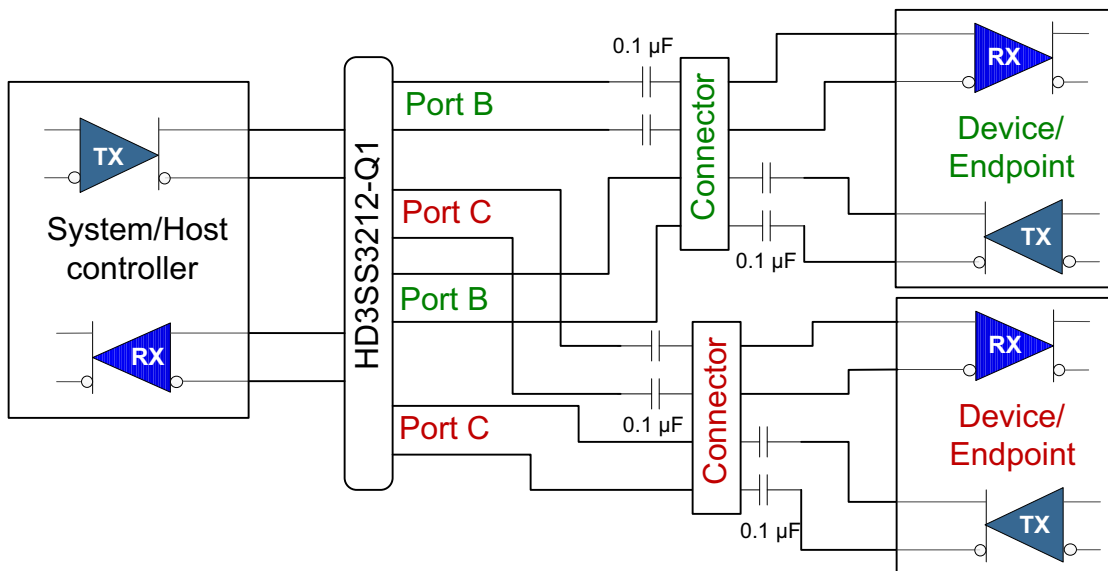 0.1 µF
RX
Port B
TX
Connector
Device/
Endpoint
HD3SS3212-Q1
Port C
System/Host
controller
TX
0.1 µF
Port B
RX
RX
Connector
Port C
0.1 µF
Device/
Endpoint
TX
0.1 µF